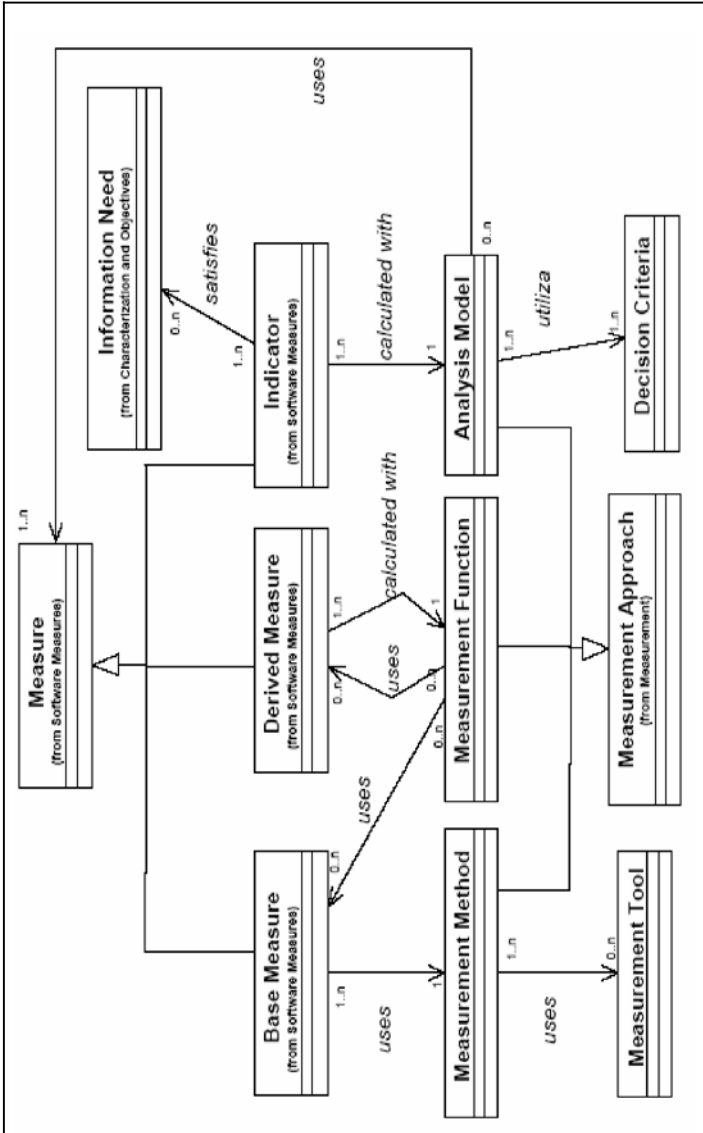 Measure
(from Software Measures)
1..n
uses
Information Need
(from Characterization and Objectives)
0..n
satisfies
1..n
Base Measure
(from Software Measures)
Derived Measure
(from Software Measures)
Indicator
(from Software Measures)
1..n
uses
1
0..n
uses
0..n
0..n
uses
0..n
1..n
calculated with
1
1..n
calculated with
1
0..n
Measurement Method
Measurement Function
Analysis Model
1..n
uses
0..n
1..n
utiliza
1..n
Measurement Tool
Measurement Approach
(from Measurement)
Decision Criteria